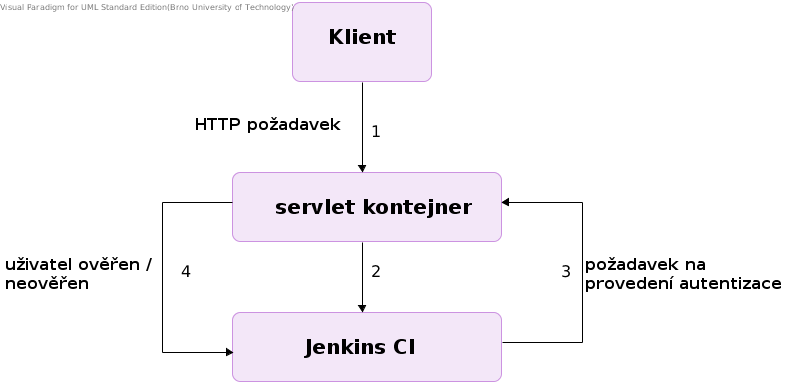 Visual Paradigm for UML Standard Edition(Brno University of Technology)
Klient
HTTP požadavek
1
servlet kontejner
uživatel ověřen /
neověřen
4
2
3
požadavek na
provedení autentizace
Jenkins CI